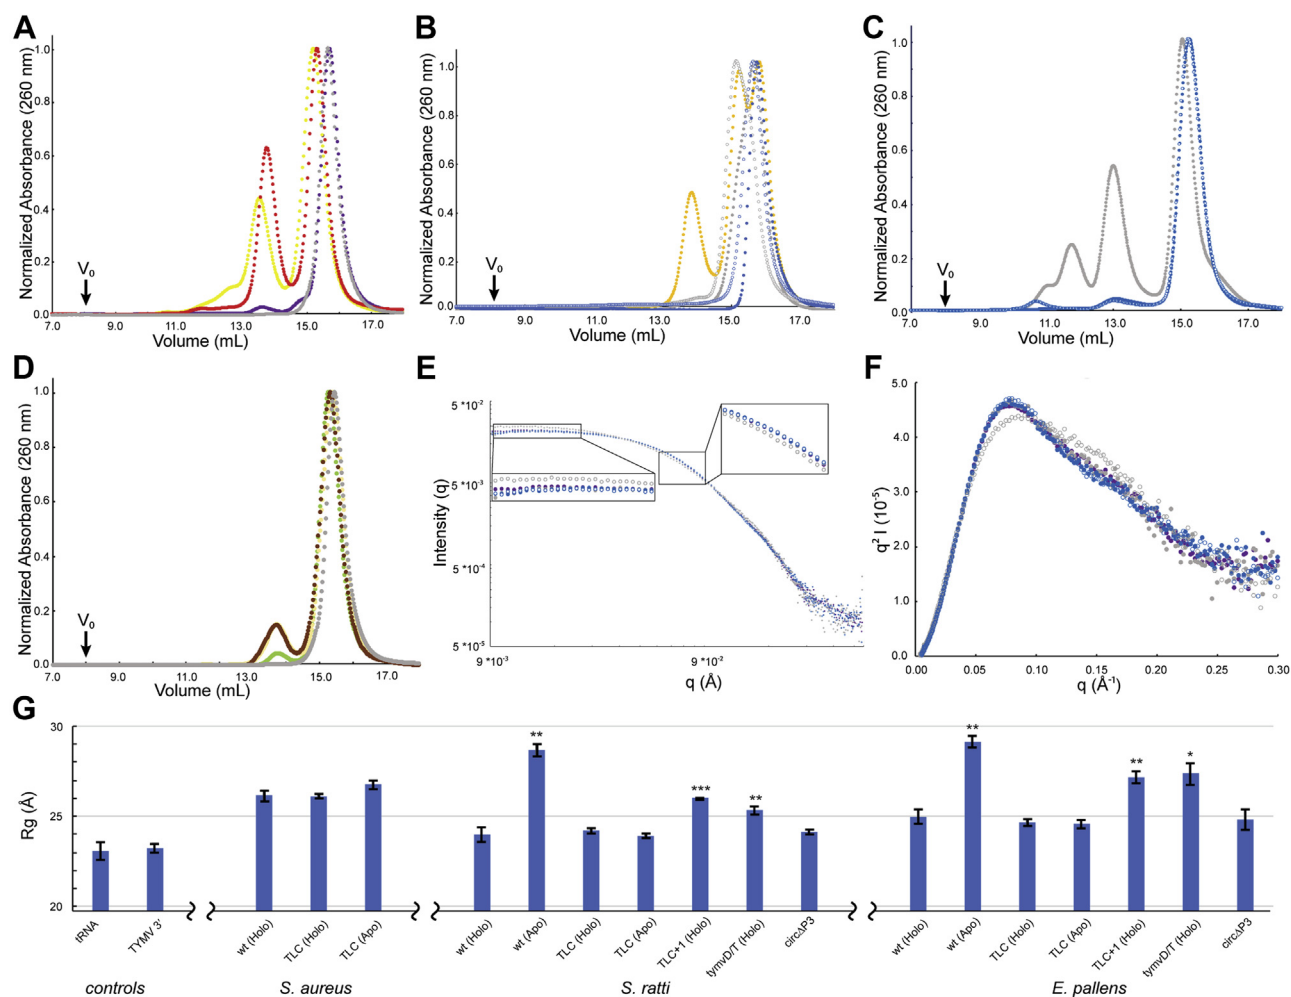 A
Normalized Absorbance (260 nm)
1.0
0.8
0.6
0.4
0.2
0.0
V0
7.0 9.0 11.0 13.0 15.0 17.0
Volume (mL)
B
Normalized Absorbance (260 nm)
1.0
0.8
0.6
0.4
0.2
0.0
V0
7.0 9.0 11.0 13.0 15.0 17.0
Volume (mL)
C
Normalized Absorbance (260 nm)
1.0
0.8
0.6
0.4
0.2
0.0
V0
7.0 9.0 11.0 13.0 15.0 17.0
Volume (mL)
D
Normalized Absorbance (260 nm)
1.0
0.8
0.6
0.4
0.2
0.0
V0
7.0 9.0 11.0 13.0 15.0 17.0
Volume (mL)
E
Intensity (q)
5 *10-2
5 *10-3
5 *10-4
5 *10-5
9 *10-3 9 *10-2
q (Å)
F
q2 I (10-5)
5.0
4.0
3.0
2.0
1.0
0.0
0.00 0.05 0.10 0.15 0.20 0.25 0.30
q (Å-1)
G
Rg (Å)
30
25
20
** *** ** ** ** *
tRNA
TYMV 3'
wt (Holo)
TLC (Holo)
TLC (Apo)
wt (Holo)
wt (Apo)
TLC (Holo)
TLC (Apo)
TLC+1 (Holo)
tymvD/T (Holo)
circΔP3
wt (Holo)
wt (Apo)
TLC (Holo)
TLC (Apo)
TLC+1 (Holo)
tymvD/T (Holo)
circΔP3
controls S. aureus S. ratti E. pallens